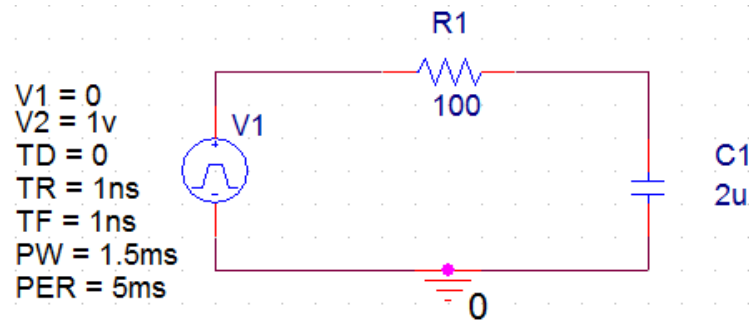 R1
100
V1 = 0
V2 = 1v
TD = 0
TR = 1ns
TF = 1ns
PW = 1.5ms
PER = 5ms
V1
C1
2u
0